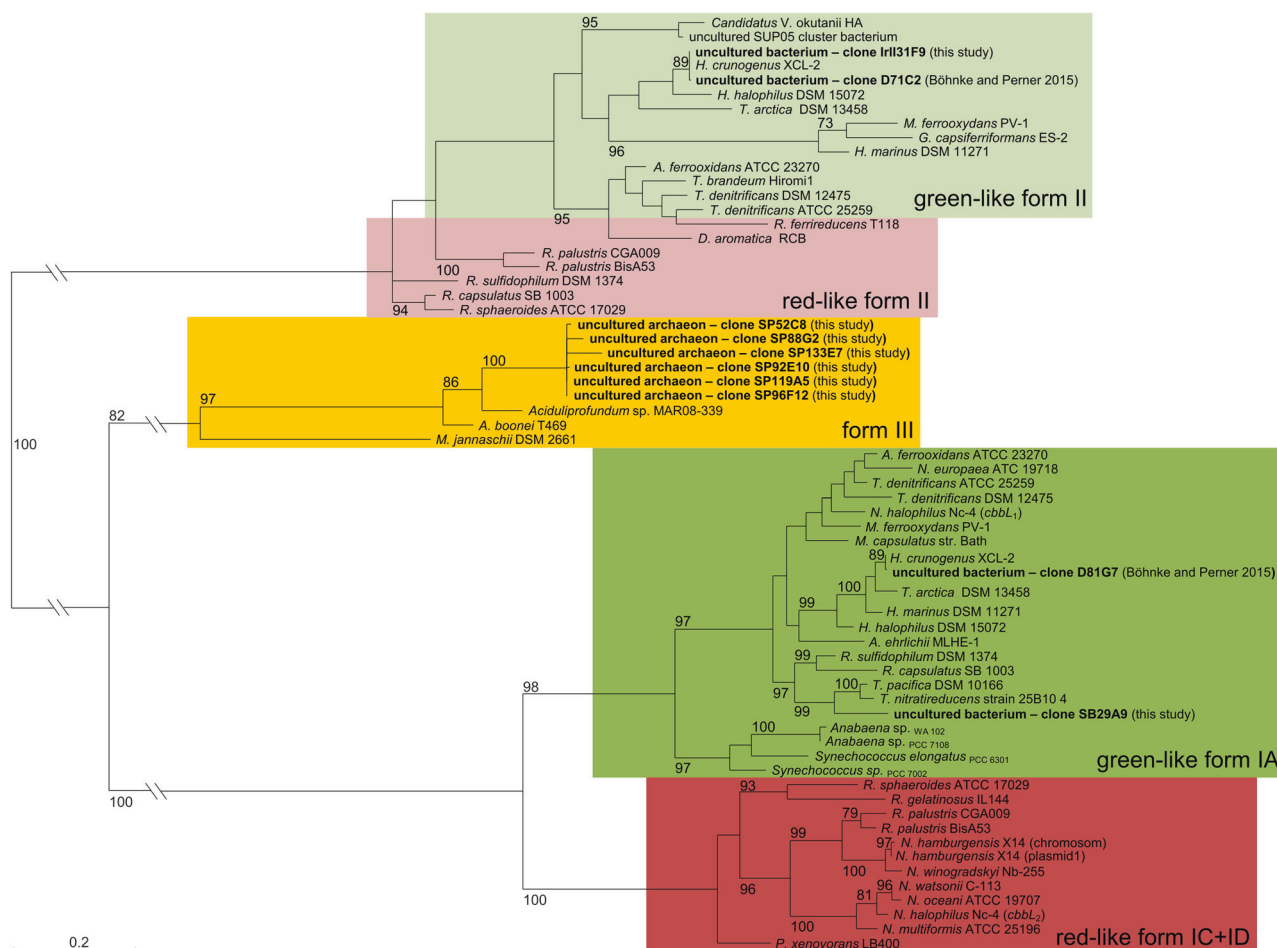 95
Candidatus V. okutanii HA
uncultured SUP05 cluster bacterium
uncultured bacterium – clone IrII31F9 (this study)
89
H. crunogenus XCL-2
uncultured bacterium – clone D71C2 (Böhnke and Perner 2015)
H. halophilus DSM 15072
T. arctica DSM 13458
73
M. ferrooxydans PV-1
G. capsiferriformans ES-2
96
H. marinus DSM 11271
A. ferrooxidans ATCC 23270
T. brandeum Hiromi1
T. denitrificans DSM 12475
green-like form II
95
T. denitrificans ATCC 25259
R. ferrireducens T118
D. aromatica RCB
R. palustris CGA009
100
R. palustris BisA53
R. sulfidophilum DSM 1374
R. capsulatus SB 1003
red-like form II
94
R. sphaeroides ATCC 17029
uncultured archaeon – clone SP52C8 (this study)
uncultured archaeon – clone SP88G2 (this study)
uncultured archaeon – clone SP133E7 (this study)
100
uncultured archaeon – clone SP92E10 (this study)
uncultured archaeon – clone SP119A5 (this study)
86
uncultured archaeon – clone SP96F12 (this study)
97
Aciduliprofundum sp. MAR08-339
82
A. boonei T469
form III
M. jannaschii DSM 2661
100
A. ferrooxidans ATCC 23270
N. europaea ATC 19718
T. denitrificans ATCC 25259
T. denitrificans DSM 12475
N. halophilus Nc-4 (cbbL1)
M. ferrooxydans PV-1
M. capsulatus str. Bath
89
H. crunogenus XCL-2
uncultured bacterium – clone D81G7 (Böhnke and Perner 2015)
100
T. arctica DSM 13458
99
H. marinus DSM 11271
97
H. halophilus DSM 15072
A. ehrlichii MLHE-1
99
R. sulfidophilum DSM 1374
R. capsulatus SB 1003
98
97
100
T. pacifica DSM 10166
T. nitratireducens strain 25B10 4
99
uncultured bacterium – clone SB29A9 (this study)
100
Anabaena sp. WA 102
Anabaena sp. PCC 7108
Synechococcus elongatus PCC 6301
green-like form IA
97
Synechococcus sp. PCC 7002
93
R. sphaeroides ATCC 17029
R. gelatinosus IL144
100
79
R. palustris CGA009
99
R. palustris BisA53
97
N. hamburgensis X14 (chromosom)
N. hamburgensis X14 (plasmid1)
100
N. winogradskyi Nb-255
96
96
N. watsonii C-113
100
81
N. oceani ATCC 19707
N. halophilus Nc-4 (cbbL2)
100
N. multiformis ATCC 25196
red-like form IC+ID
0.2
P. xenovorans LB400